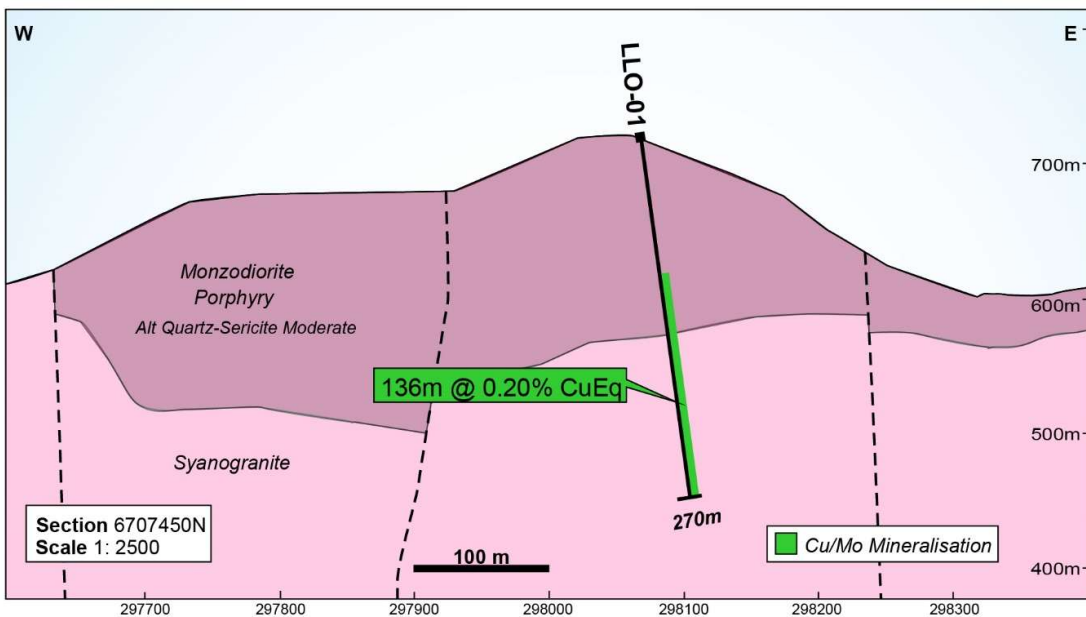 W
E
LLO-01
700m
Monzodiorite
Porphyry
Alt Quartz-Sericite Moderate
600m
136m @ 0.20% CuEq
500m
Syanogranite
270m
Section 6707450N
Scale 1: 2500
100 m
Cu/Mo Mineralisation
400m
297700
297800
297900
298000
298100
298200
298300